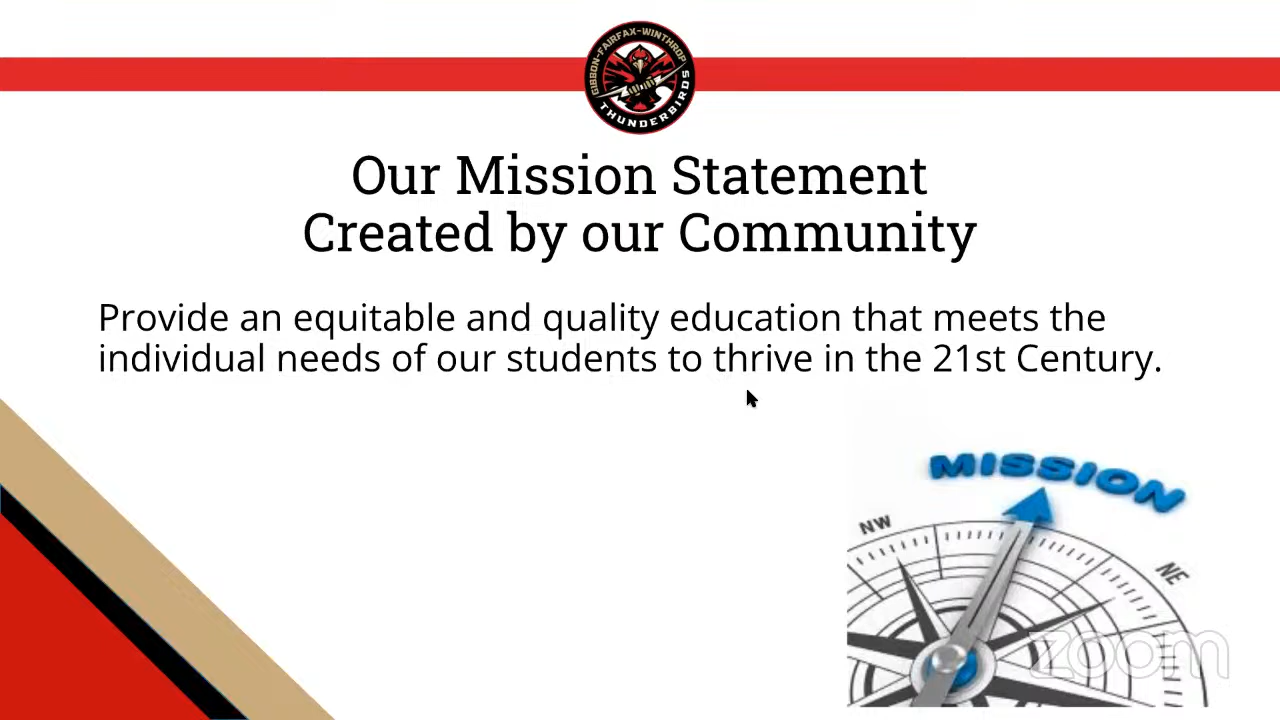 GIBBON-FAIRFAX-WINTHROP
THUNDERBIRDS
Our Mission Statement
Created by our Community
Provide an equitable and quality education that meets the
individual needs of our students to thrive in the 21st Century.
MISSION
NW
NE
zoom